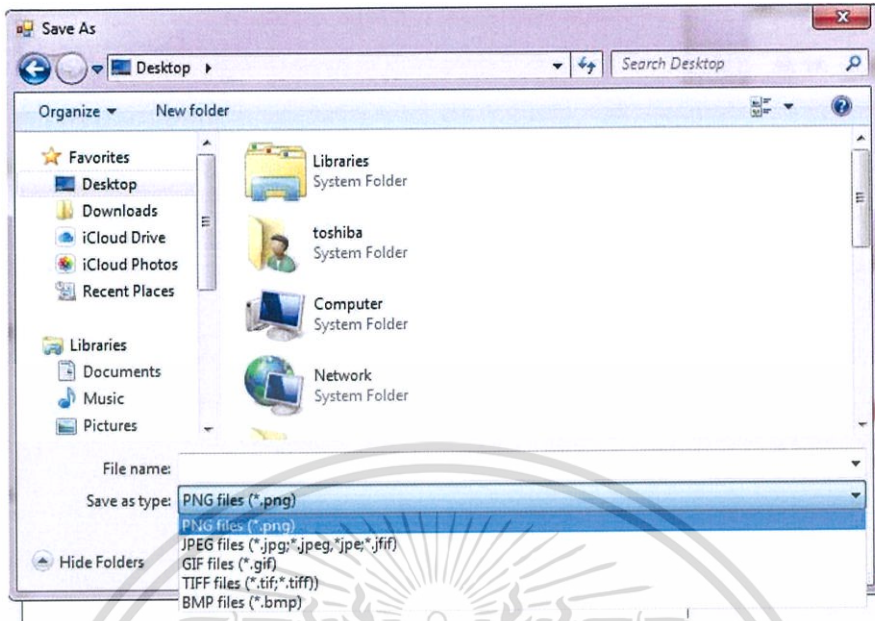 Save As
Desktop
Search Desktop
Organize New folder
Favorites
Desktop
Downloads
iCloud Drive
iCloud Photos
Recent Places
Libraries
Documents
Music
Pictures
Libraries
System Folder
toshiba
System Folder
Computer
System Folder
Network
System Folder
File name:
Save as type: PNG files (*.png)
PNG files (*.png)
JPEG files (*.jpg;*.jpeg,*jpe;*.jfif)
GIF files (*.gif)
TIFF files (*.tif;*.tiff))
BMP files (*.bmp)
Hide Folders